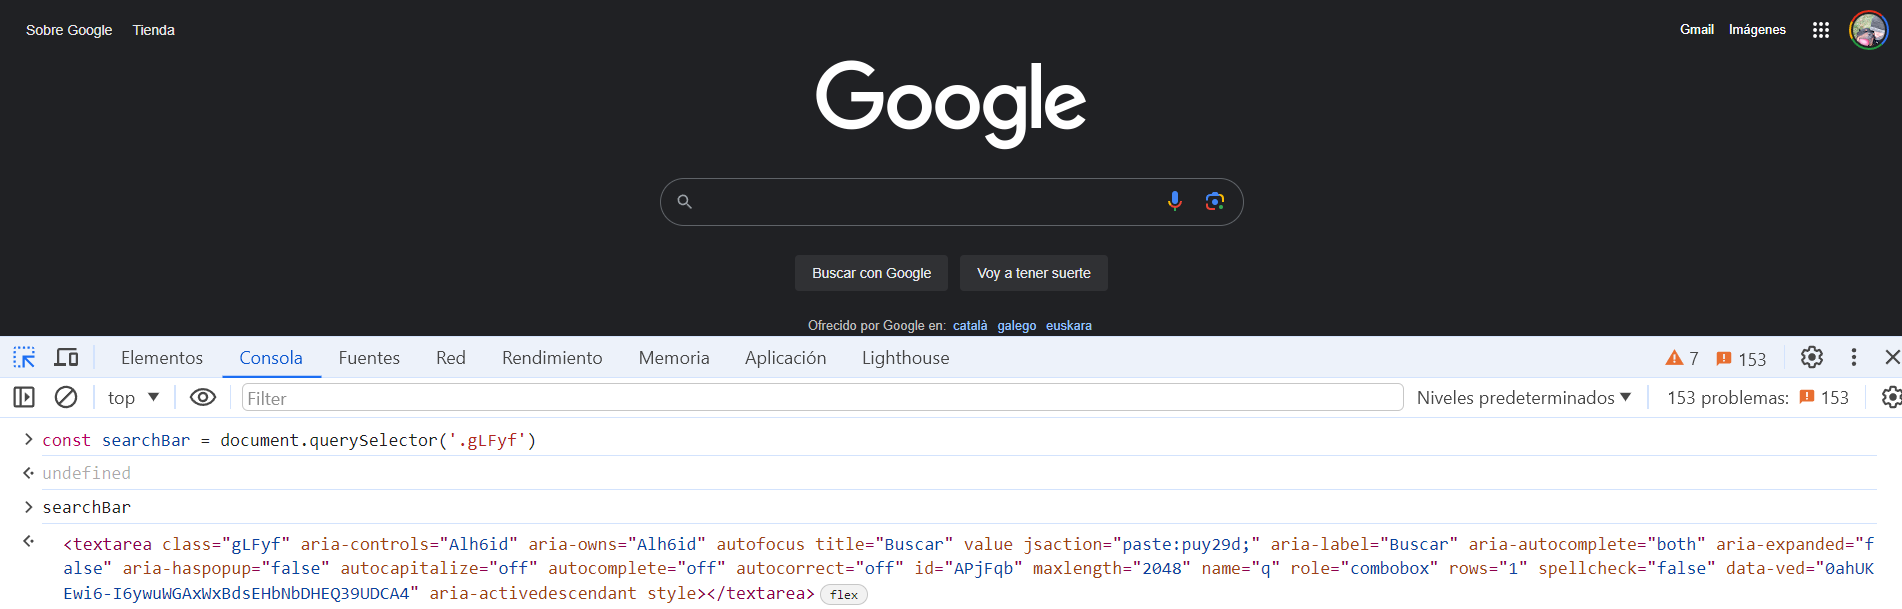 Sobre Google Tienda Gmail Imágenes
Google
Buscar con Google Voy a tener suerte
Ofrecido por Google en: català galego euskara
Elementos Consola Fuentes Red Rendimiento Memoria Aplicación Lighthouse 7 153
top Filter Niveles predeterminados 153 problemas: 153
> const searchBar = document.querySelector('.gLFyf')
undefined
> searchBar
<textarea class="gLFyf" aria-controls="Alh6id" aria-owns="Alh6id" autofocus title="Buscar" value jsaction="paste:puy29d;" aria-label="Buscar" aria-autocomplete="both" aria-expanded="f
alse" aria-haspopup="false" autocapitalize="off" autocomplete="off" autocorrect="off" id="APjFqb" maxlength="2048" name="q" role="combobox" rows="1" spellcheck="false" data-ved="0ahUK
Ewi6-I6ywuWGAxWxBdsEHbNbDHEQ39UDCA4" aria-activedescendant style></textarea> flex